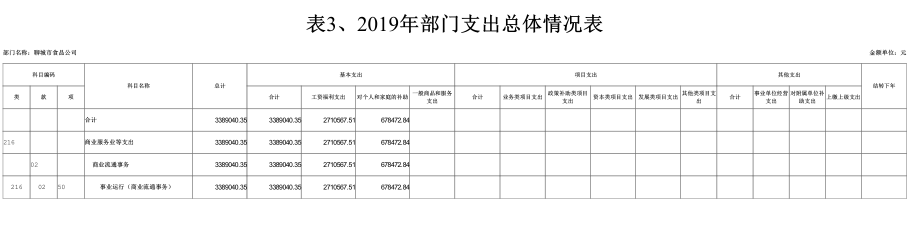 表3、2019年部门支出总体情况表
部门名称：聊城市食品公司 金额单位：元
科目编码 科目名称 总计 基本支出 项目支出 其他支出 结转下年
类 款 项 合计 工资福利支出 对个人和家庭的补助 一般商品和服务支出 合计 业务类项目支出 政策补助类项目支出 资本类项目支出 发展类项目支出 其他类项目支出 合计 事业单位经营支出 对附属单位补助支出 上缴上级支出
合计 3389040.35 3389040.35 2710567.51 678472.84
216 商业服务业等支出 3389040.35 3389040.35 2710567.51 678472.84
02 商业流通事务 3389040.35 3389040.35 2710567.51 678472.84
216 02 50 事业运行（商业流通事务） 3389040.35 3389040.35 2710567.51 678472.84